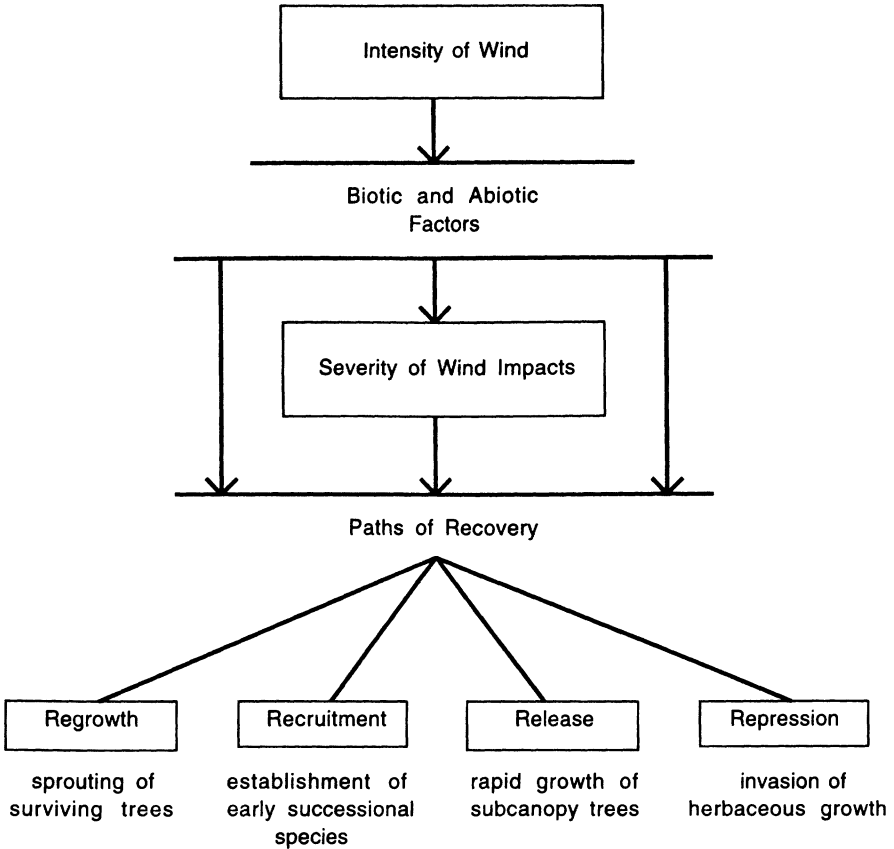 Intensity of Wind
Biotic and Abiotic
Factors
Severity of Wind Impacts
Paths of Recovery
Regrowth
sprouting of
surviving trees
Recruitment
establishment of
early successional
species
Release
rapid growth of
subcanopy trees
Repression
invasion of
herbaceous growth